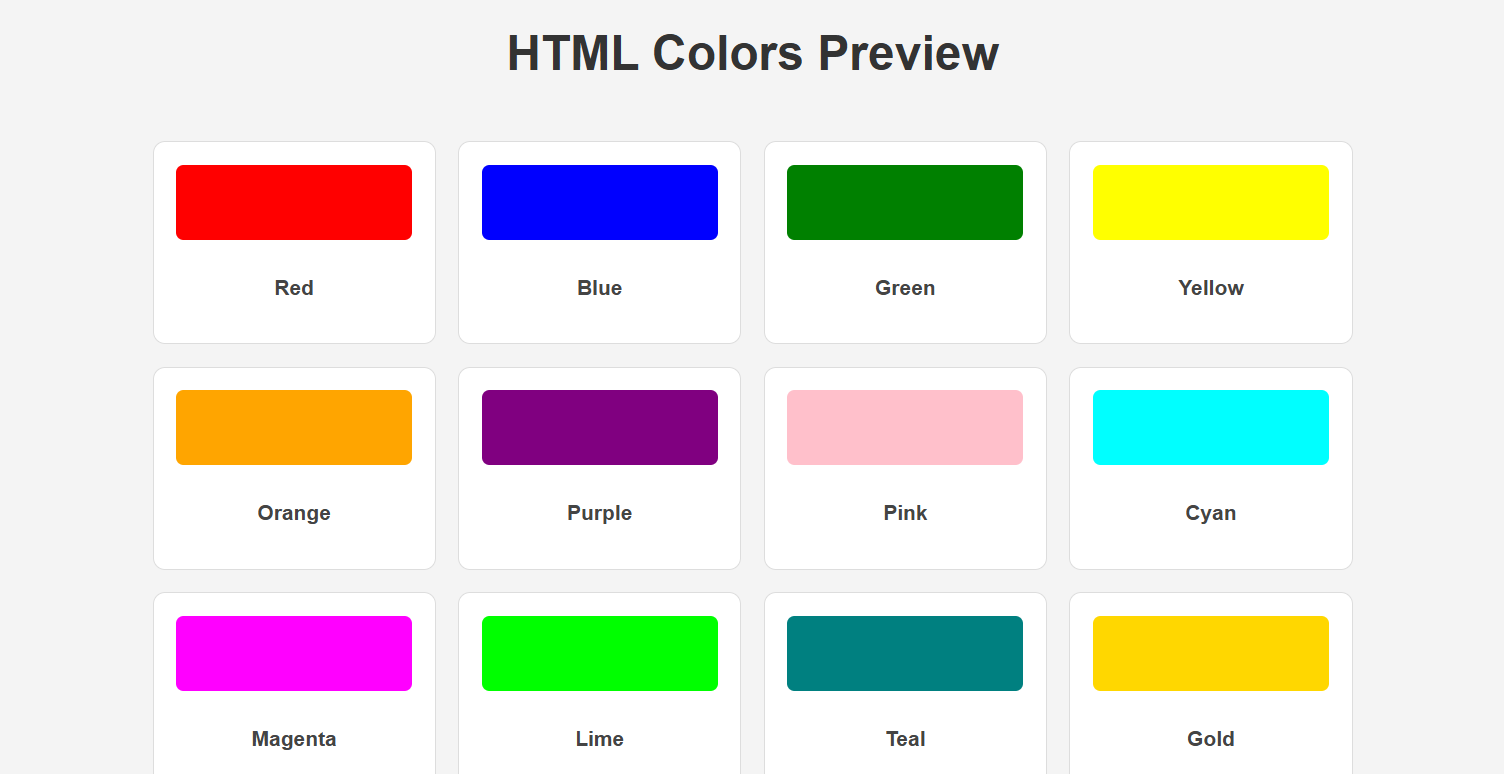 HTML Colors Preview
Red
Blue
Green
Yellow
Orange
Purple
Pink
Cyan
Magenta
Lime
Teal
Gold